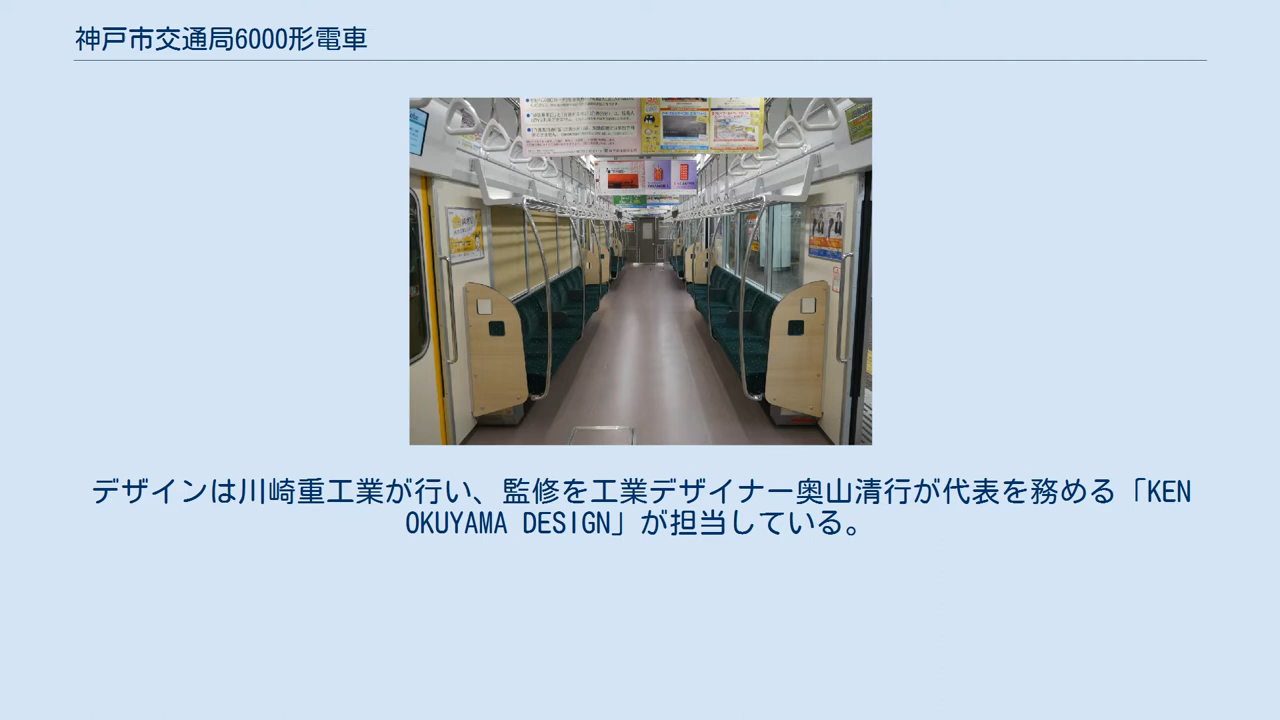 神戸市交通局6000形電車
デザインは川崎重工業が行い、監修を工業デザイナー奥山清行が代表を務める「KEN
OKUYAMA DESIGN」が担当している。